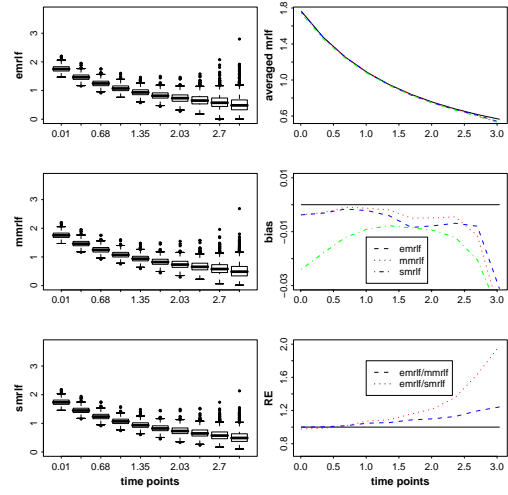 emrlf
3
2
1
0
0.01 0.68 1.35 2.03 2.7
averaged mrlf
1.8
1.4
1.0
0.6
0.0 0.5 1.0 1.5 2.0 2.5 3.0
mmrlf
3
2
1
0
0.01 0.68 1.35 2.03 2.7
bias
0.01
−0.01
−0.03
emrlf
mmrlf
smrlf
0.0 0.5 1.0 1.5 2.0 2.5 3.0
smrlf
3
2
1
0
0.01 0.68 1.35 2.03 2.7
time points
RE
2.0
1.6
1.2
0.8
emrlf/mmrlf
emrlf/smrlf
0.0 0.5 1.0 1.5 2.0 2.5 3.0
time points